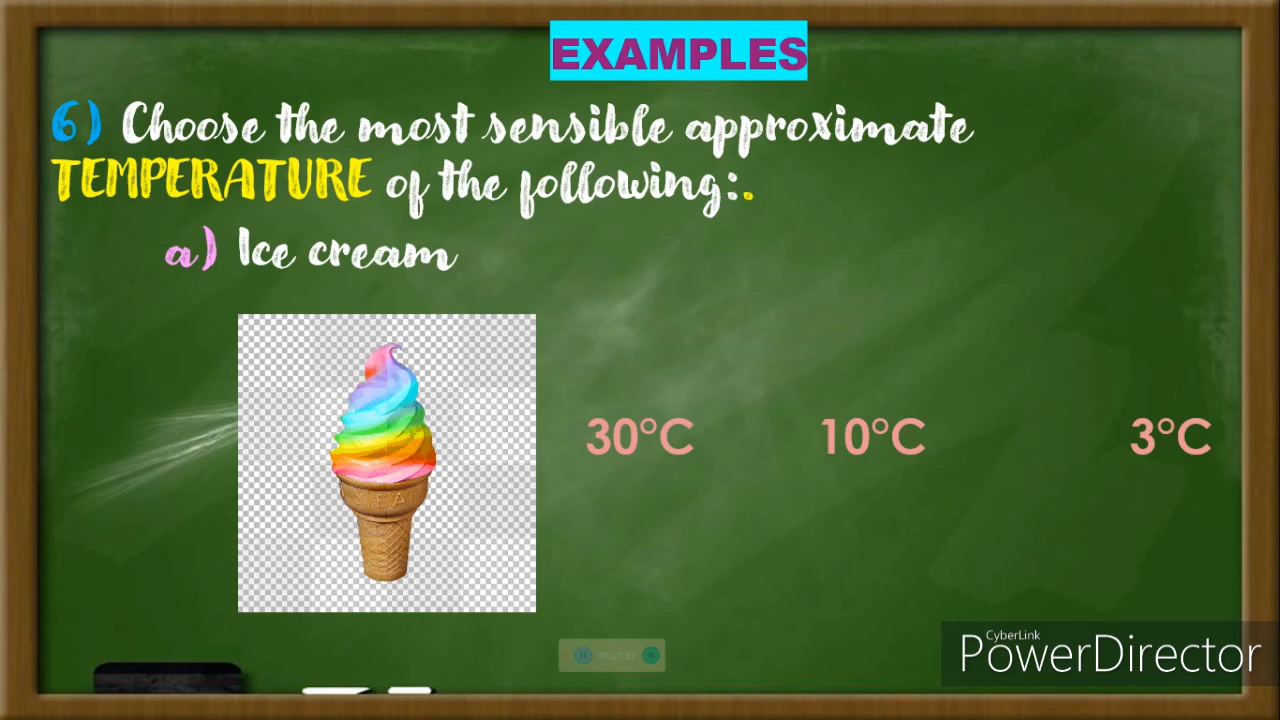 EXAMPLES
6) Choose the most sensible approximate
TEMPERATURE of the following:.
a) Ice cream
30°C 10°C 3°C
CyberLink
PowerDirector